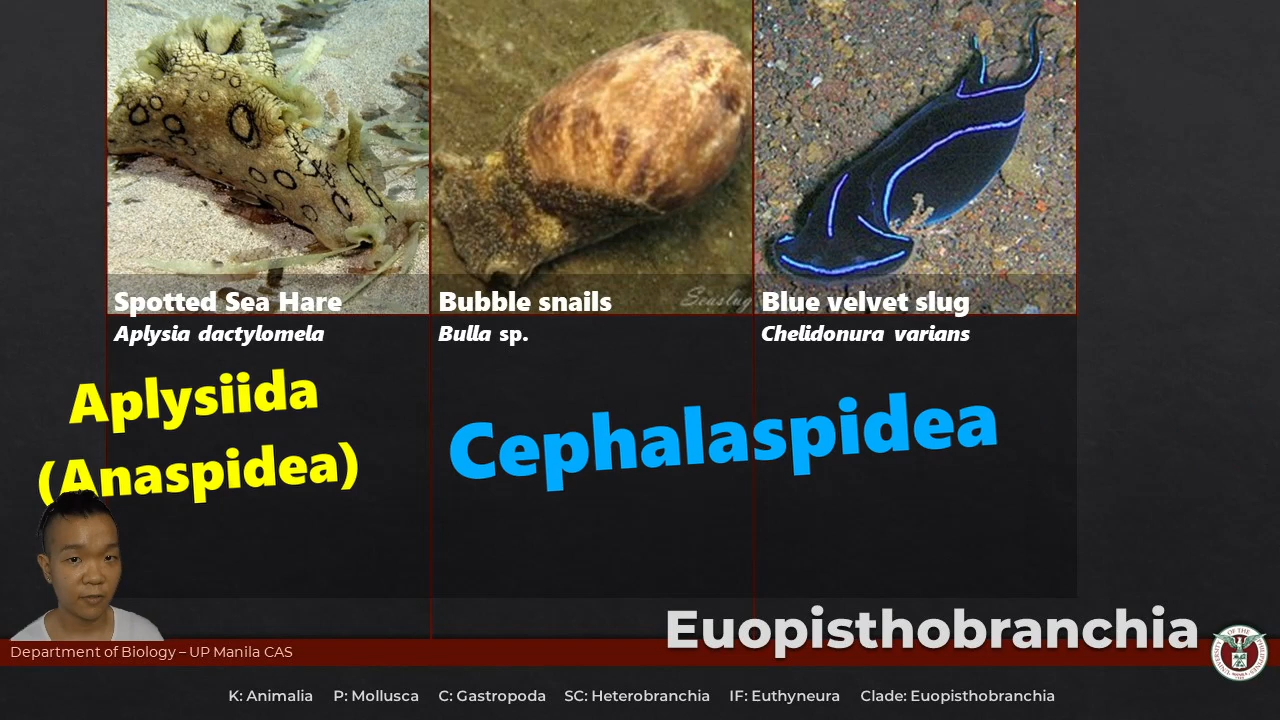 Seaslug
Spotted Sea Hare
Aplysia dactylomela
Bubble snails
Bulla sp.
Blue velvet slug
Chelidonura varians
Aplysiida
(Anaspidea)
Cephalaspidea
Euopisthobranchia
Department of Biology – UP Manila CAS
K: Animalia P: Mollusca C: Gastropoda SC: Heterobranchia IF: Euthyneura Clade: Euopisthobranchia